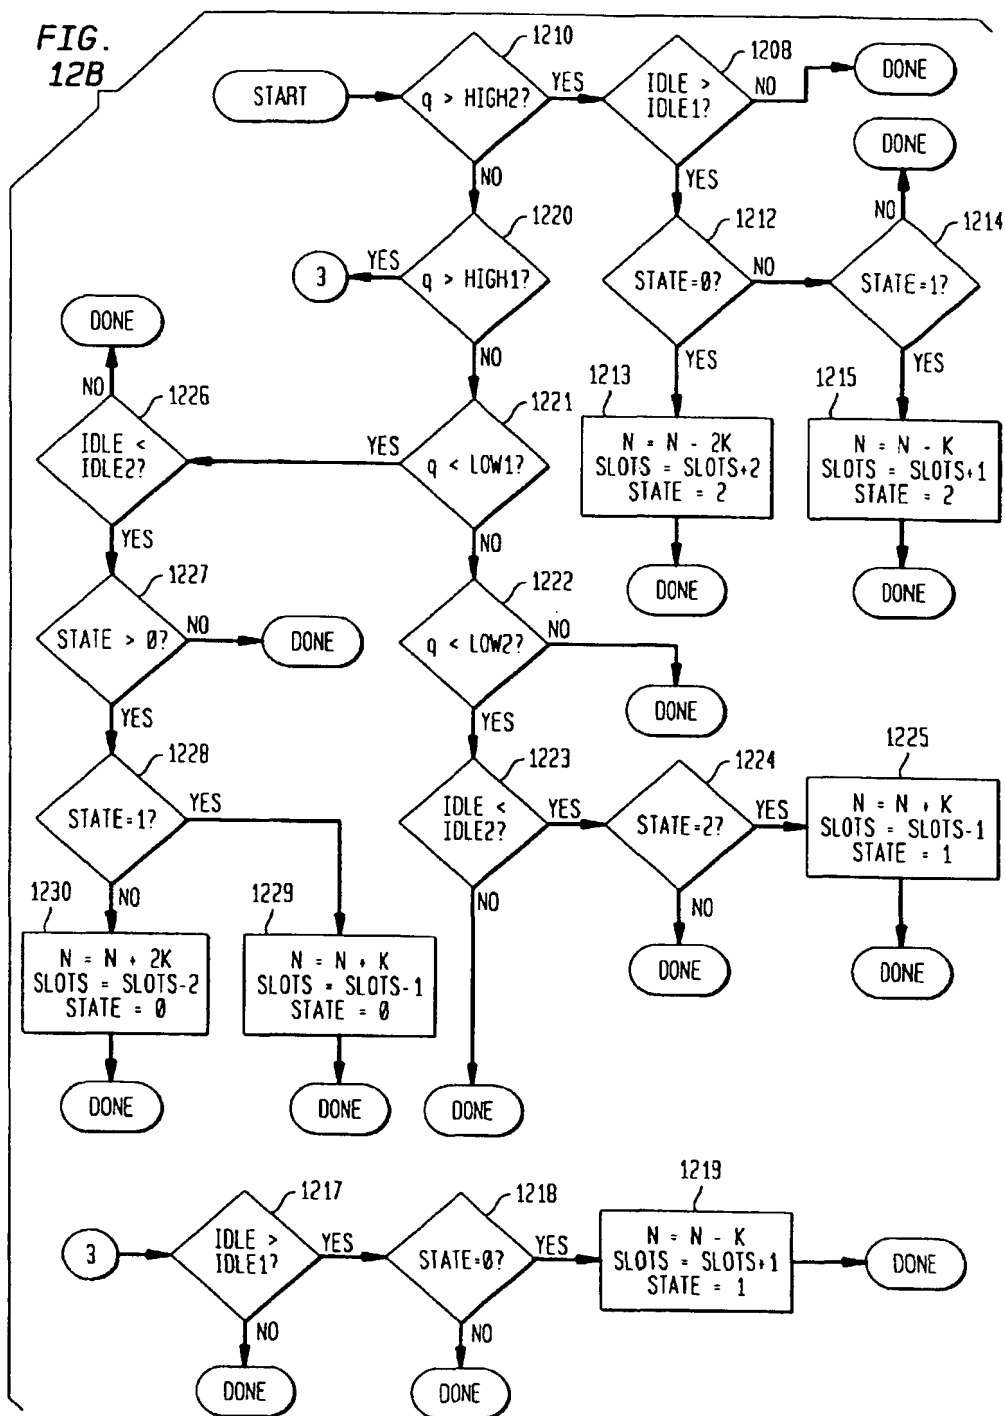 FIG.
12B
START
1210
q > HIGH2?
YES
NO
1208
IDLE >
IDLE1?
NO
YES
DONE
DONE
1220
q > HIGH1?
YES
NO
3
1212
STATE=0?
NO
YES
1214
STATE=1?
NO
YES
DONE
NO
1226
IDLE <
IDLE2?
YES
1221
q < LOW1?
YES
NO
1213
N = N - 2K
SLOTS = SLOTS+2
STATE = 2
DONE
1215
N = N - K
SLOTS = SLOTS+1
STATE = 2
DONE
1227
STATE > 0?
NO
YES
DONE
1222
q < LOW2?
NO
YES
DONE
1228
STATE=1?
YES
NO
1223
IDLE <
IDLE2?
YES
NO
1224
STATE=2?
YES
NO
1225
N = N + K
SLOTS = SLOTS-1
STATE = 1
DONE
DONE
1230
N = N + 2K
SLOTS = SLOTS-2
STATE = 0
DONE
1229
N = N + K
SLOTS = SLOTS-1
STATE = 0
DONE
DONE
3
1217
IDLE >
IDLE1?
YES
NO
DONE
1218
STATE=0?
YES
NO
DONE
1219
N = N - K
SLOTS = SLOTS+1
STATE = 1
DONE